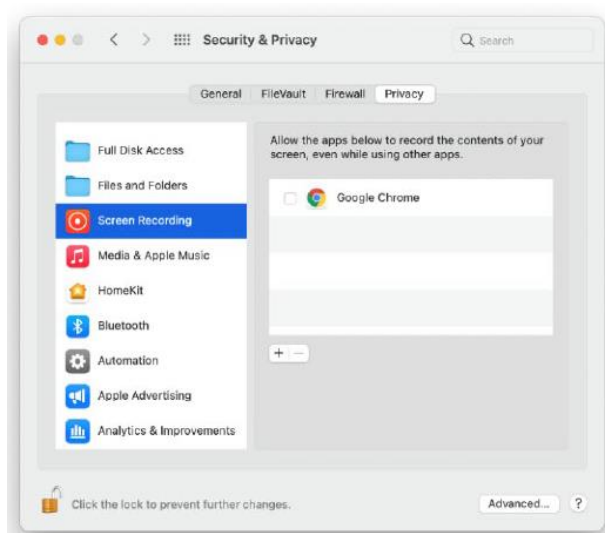 Security & Privacy
Search
General
FileVault
Firewall
Privacy
Full Disk Access
Files and Folders
Screen Recording
Media & Apple Music
HomeKit
Bluetooth
Automation
Apple Advertising
Analytics & Improvements
Allow the apps below to record the contents of your
screen, even while using other apps.
Google Chrome
+ −
Click the lock to prevent further changes.
Advanced...
?